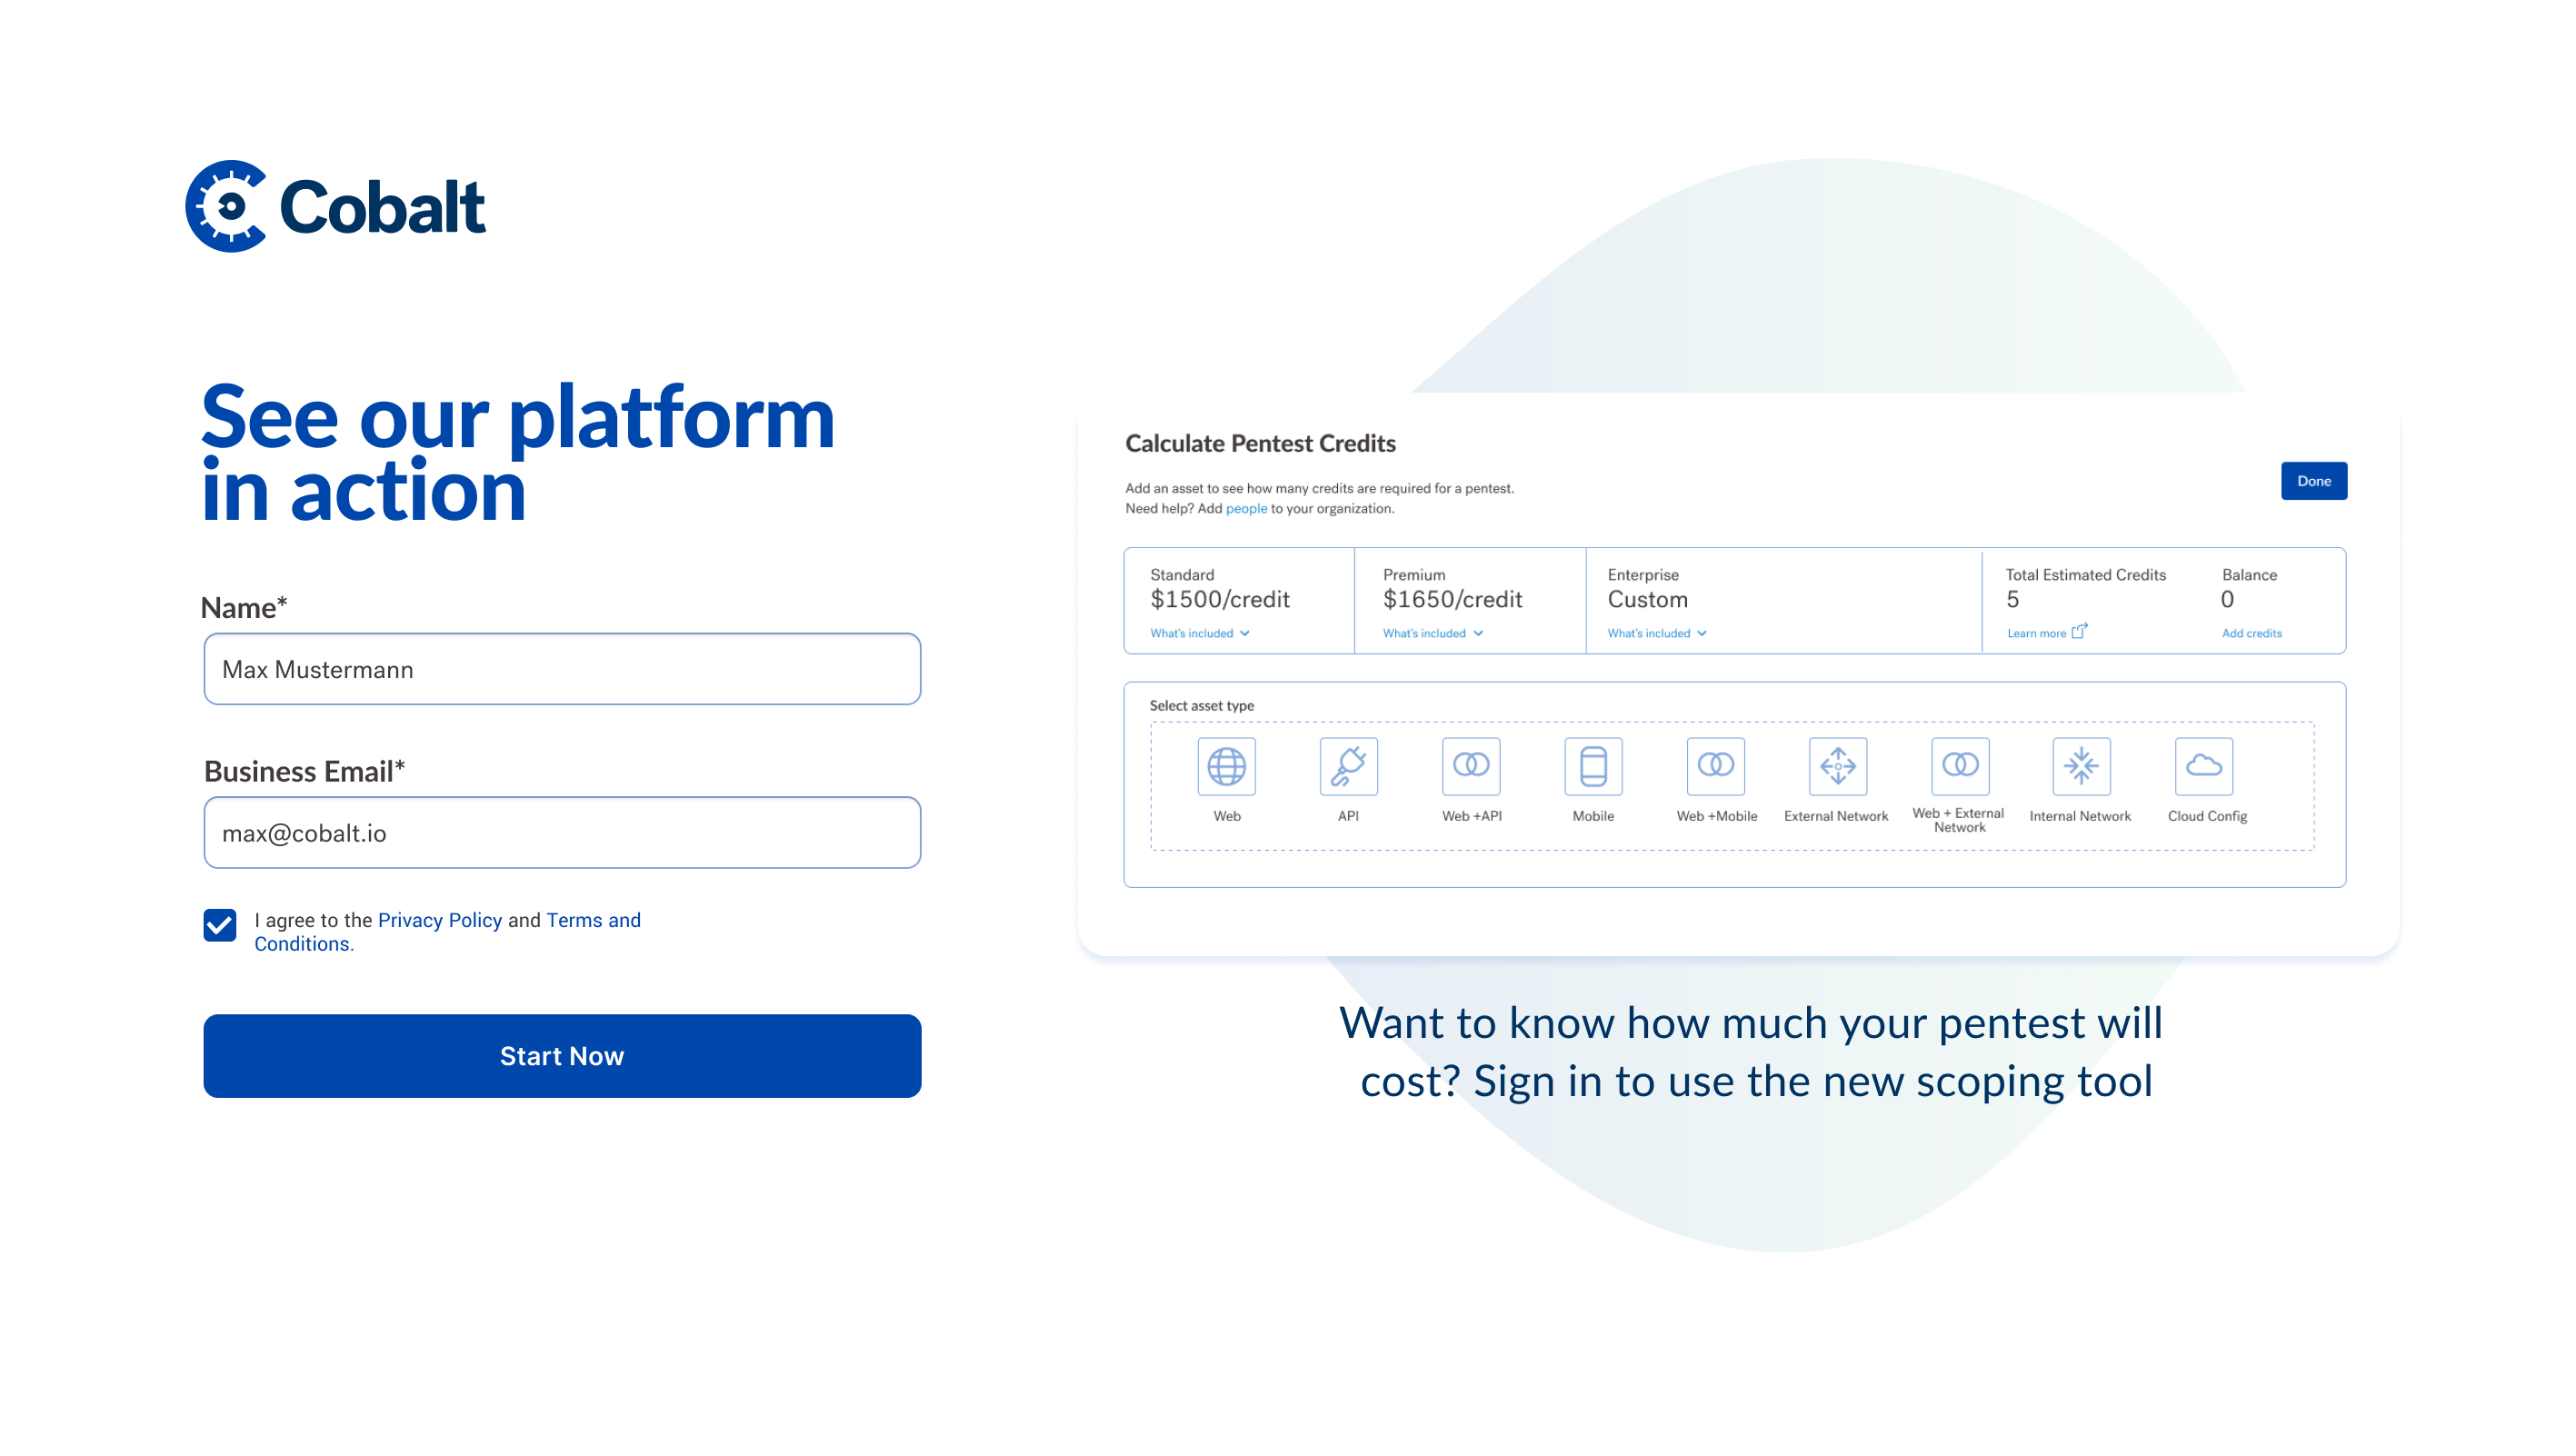 Cobalt
See our platform
in action
Name*
Max Mustermann
Business Email*
max@cobalt.io
I agree to the Privacy Policy and Terms and
Conditions.
Start Now
Calculate Pentest Credits
Add an asset to see how many credits are required for a pentest.
Need help? Add people to your organization.
Done
Standard
$1500/credit
What's included
Premium
$1650/credit
What's included
Enterprise
Custom
What's included
Total Estimated Credits
5
Learn more
Balance
0
Add credits
Select asset type
Web
API
Web +API
Mobile
Web +Mobile
External Network
Web + External
Network
Internal Network
Cloud Config
Want to know how much your pentest will
cost? Sign in to use the new scoping tool